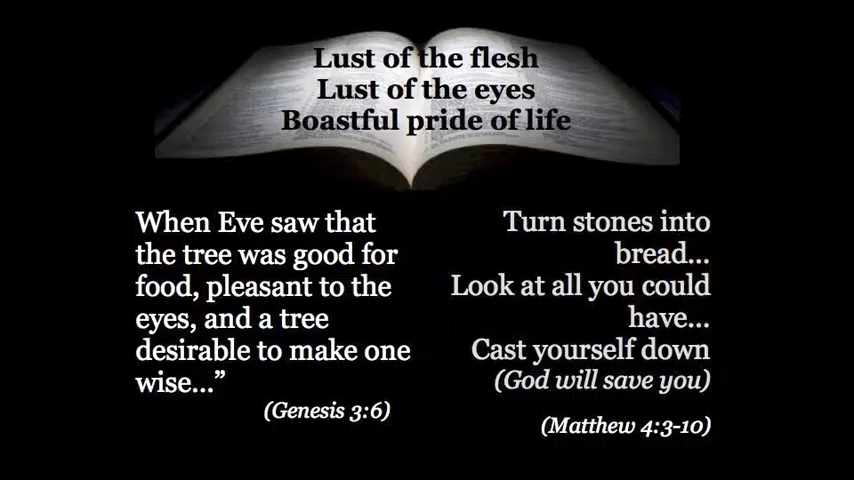 Lust of the flesh
Lust of the eyes
Boastful pride of life
When Eve saw that
the tree was good for
food, pleasant to the
eyes, and a tree
desirable to make one
wise...”
(Genesis 3:6)
Turn stones into
bread...
Look at all you could
have...
Cast yourself down
(God will save you)
(Matthew 4:3-10)